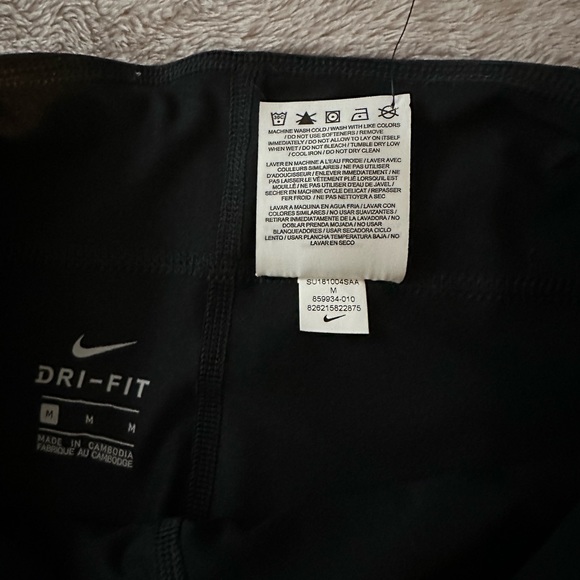 MACHINE WASH COLD / WASH WITH LIKE COLORS
/ DO NOT USE SOFTENERS / REMOVE
IMMEDIATELY / DO NOT ALLOW TO LAY ON ITSELF
WHEN WET / DO NOT BLEACH / TUMBLE DRY LOW
/ COOL IRON / DO NOT DRY CLEAN
LAVER EN MACHINE A L'EAU FROIDE / LAVER AVEC
COULEURS SIMILAIRES / NE PAS UTILISER
D'ADOUCISSEUR / ENLEVER IMMEDIATEMENT / NE
PAS LAISSER LE VÊTEMENT PLIÉ LORSQU'IL EST
MOUILLÉ / NE PAS UTILISER D'EAU DE JAVEL /
SECHER EN MACHINE CYCLE DELICAT / REPASSER
FER FROID / NE PAS NETTOYER A SEC
LAVAR A MAQUINA EN AGUA FRIA / LAVAR CON
COLORES SIMILARES / NO USAR SUAVIZANTES /
RETIRAR INMEDIATAMENTE DE LA LAVADORA / NO
DOBLAR PRENDA MOJADA / NO USAR
BLANQUEADORES / USAR SECADORA CICLO
LENTO / USAR PLANCHA TEMPERATURA BAJA / NO
LAVAR EN SECO
SU181004SAA
M
859934-010
826215822875
DRI-FIT
M M M
MADE IN CAMBODIA
FABRIQUÉ AU CAMBODGE